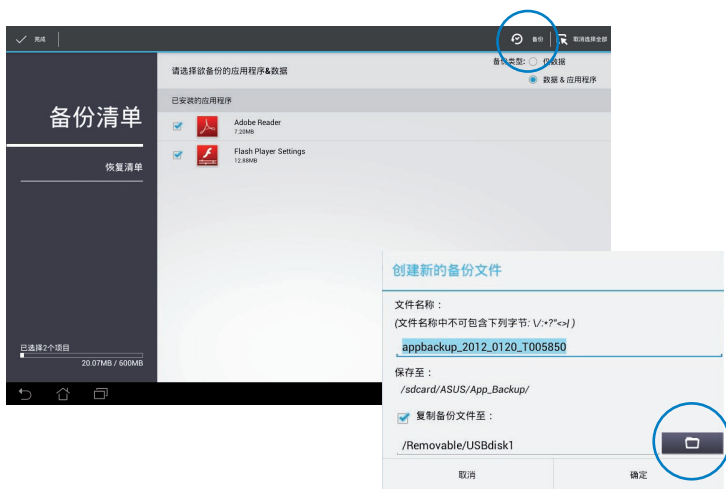 完成
备份
取消选择全部
请选择欲备份的应用程序&数据
备份类型:
仅数据
数据 & 应用程序
备份清单
恢复清单
已安装的应用程序
Adobe Reader
7.20MB
Flash Player Settings
12.88MB
已选择2个项目
20.07MB / 600MB
创建新的备份文件
文件名称：
(文件名称中不可包含下列字节: \/:*?"<>| )
appbackup_2012_0120_T005850
保存至：
/sdcard/ASUS/App_Backup/
复制备份文件至：
/Removable/USBdisk1
取消
确定